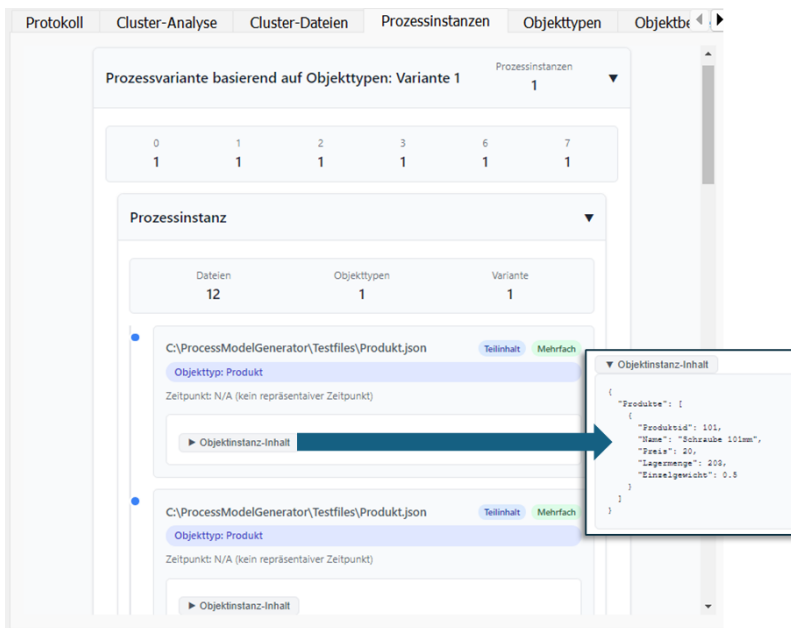 Protokoll Cluster-Analyse Cluster-Dateien Prozessinstanzen Objekttypen
Prozessvariante basierend auf Objekttypen: Variante 1 Prozessinstanzen
1 ▼
0 1 2 3 6 7
1 1 1 1 1 1
Prozessinstanz ▼
Dateien Objekttypen Variante
12 1 1
C:\ProcessModelGenerator\Testfiles\Produkt.json Teilinhalt Mehrfach
Objekttyp: Produkt
Zeitpunkt: N/A (kein repräsentaiver Zeitpunkt)
▶ Objektinstanz-Inhalt
C:\ProcessModelGenerator\Testfiles\Produkt.json Teilinhalt Mehrfach
Objekttyp: Produkt
Zeitpunkt: N/A (kein repräsentaiver Zeitpunkt)
▶ Objektinstanz-Inhalt
▼ Objektinstanz-Inhalt
{
"Produkte": [
{
"Produktid": 101,
"Name": "Schraube 101mm",
"Preis": 20,
"Lagermenge": 208,
"Einzelgewicht": 0.5
}
]
}